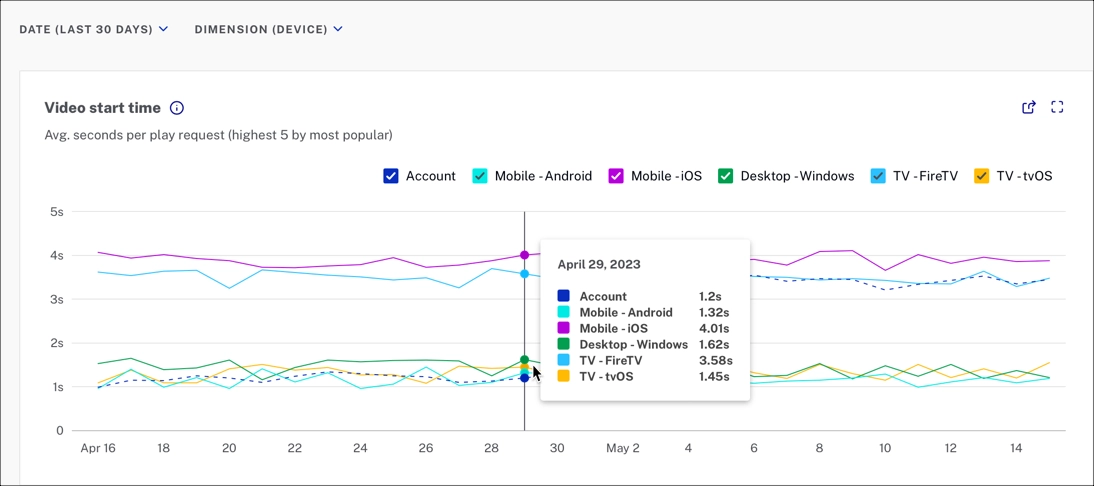 DATE (LAST 30 DAYS) DIMENSION (DEVICE)
Video start time
Avg. seconds per play request (highest 5 by most popular)
Account Mobile - Android Mobile - iOS Desktop - Windows TV - FireTV TV - tvOS
5s
4s
3s
2s
1s
0
April 29, 2023
Account 1.2s
Mobile - Android 1.32s
Mobile - iOS 4.01s
Desktop - Windows 1.62s
TV - FireTV 3.58s
TV - tvOS 1.45s
Apr 16 18 20 22 24 26 28 30 May 2 4 6 8 10 12 14